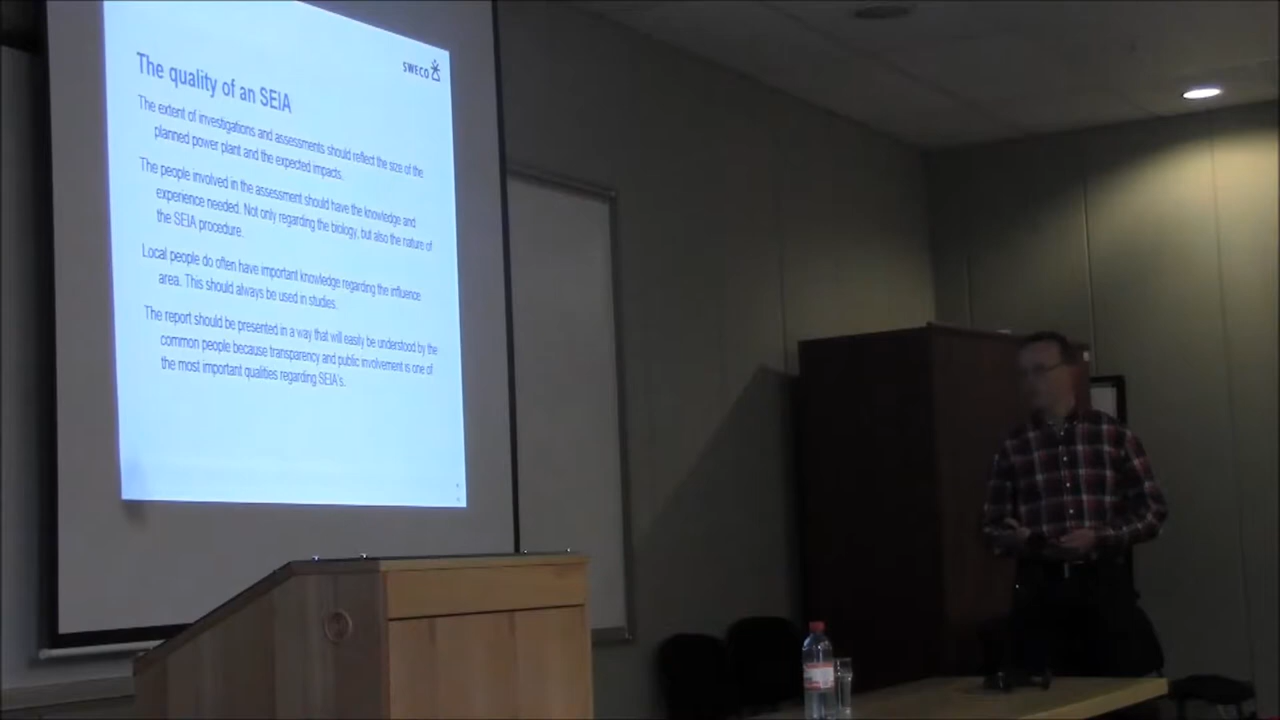 SWECO
The quality of an SEIA
The extent of investigations and assessments should reflect the size of the
planned power plant and the expected impacts.
The people involved in the assessment should have the knowledge and
experience needed. Not only regarding the biology, but also the nature of
the SEIA procedure.
Local people do often have important knowledge regarding the influence
area. This should always be used in studies.
The report should be presented in a way that will easily be understood by the
common people because transparency and public involvement is one of
the most important qualities regarding SEIA's.